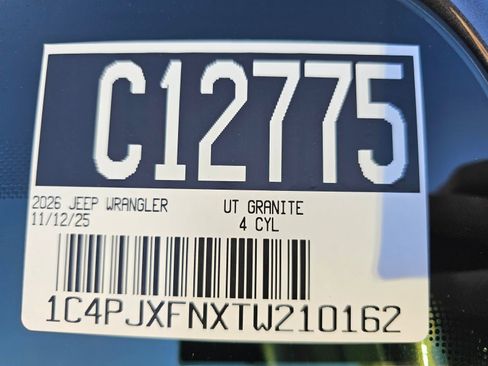 C12775
2026 JEEP WRANGLER UT GRANITE
11/12/25 4 CYL
1C4PJXFNXTW210162